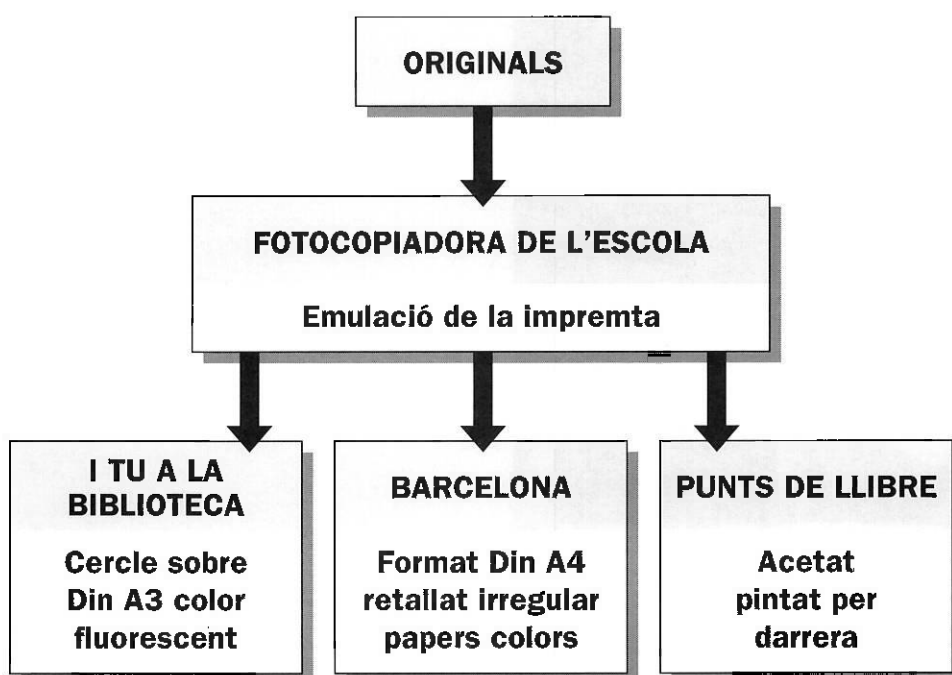 ORIGINALS
FOTOCOPIADORA DE L'ESCOLA
Emulació de la impremta
I TU A LA
BIBLIOTECA
Cercle sobre
Din A3 color
fluorescent
BARCELONA
Format Din A4
retallat irregular
papers colors
PUNTS DE LLIBRE
Acetat
pintat per
darrera